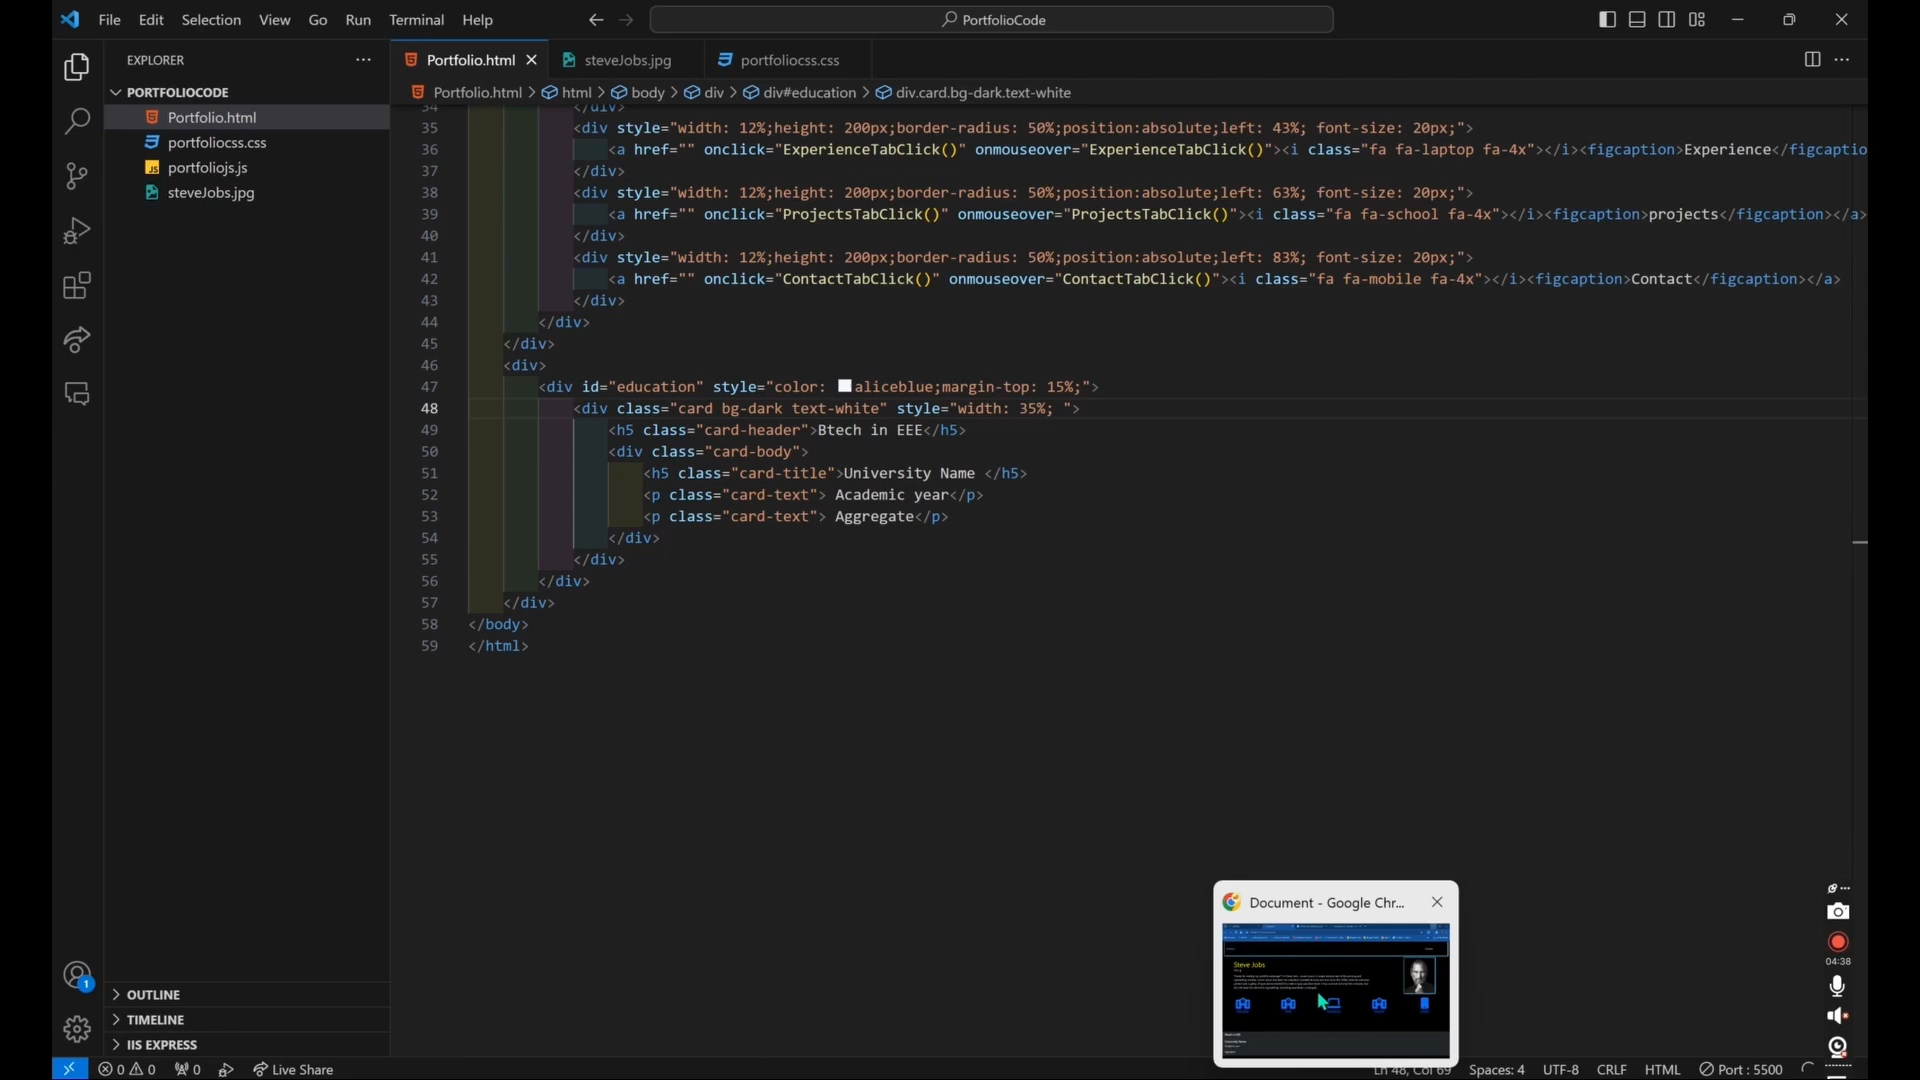 File Edit Selection View Go Run Terminal Help
PortfolioCode
EXPLORER
PORTFOLIOCODE
Portfolio.html
portfoliocss.css
portfoliojs.js
steveJobs.jpg
OUTLINE
TIMELINE
IIS EXPRESS
Portfolio.html steveJobs.jpg portfoliocss.css
Portfolio.html > html > body > div > div#education > div.card.bg-dark.text-white
34 </div>
35 <div style="width: 12%;height: 200px;border-radius: 50%;position:absolute;left: 43%; font-size: 20px;">
36 <a href="" onclick="ExperienceTabClick()" onmouseover="ExperienceTabClick()"><i class="fa fa-laptop fa-4x"></i><figcaption>Experience</figcaptio
37 </div>
38 <div style="width: 12%;height: 200px;border-radius: 50%;position:absolute;left: 63%; font-size: 20px;">
39 <a href="" onclick="ProjectsTabClick()" onmouseover="ProjectsTabClick()"><i class="fa fa-school fa-4x"></i><figcaption>projects</figcaption></a>
40 </div>
41 <div style="width: 12%;height: 200px;border-radius: 50%;position:absolute;left: 83%; font-size: 20px;">
42 <a href="" onclick="ContactTabClick()" onmouseover="ContactTabClick()"><i class="fa fa-mobile fa-4x"></i><figcaption>Contact</figcaption></a>
43 </div>
44 </div>
45 </div>
46 <div>
47 <div id="education" style="color: aliceblue;margin-top: 15%;">
48 <div class="card bg-dark text-white" style="width: 35%; ">
49 <h5 class="card-header">Btech in EEE</h5>
50 <div class="card-body">
51 <h5 class="card-title">University Name </h5>
52 <p class="card-text"> Academic year</p>
53 <p class="card-text"> Aggregate</p>
54 </div>
55 </div>
56 </div>
57 </div>
58 </body>
59 </html>
Document - Google Chr...
Steve Jobs
04:38
1
0 0 0 Live Share
Ln 48, Col 69 Spaces: 4 UTF-8 CRLF HTML Port : 5500